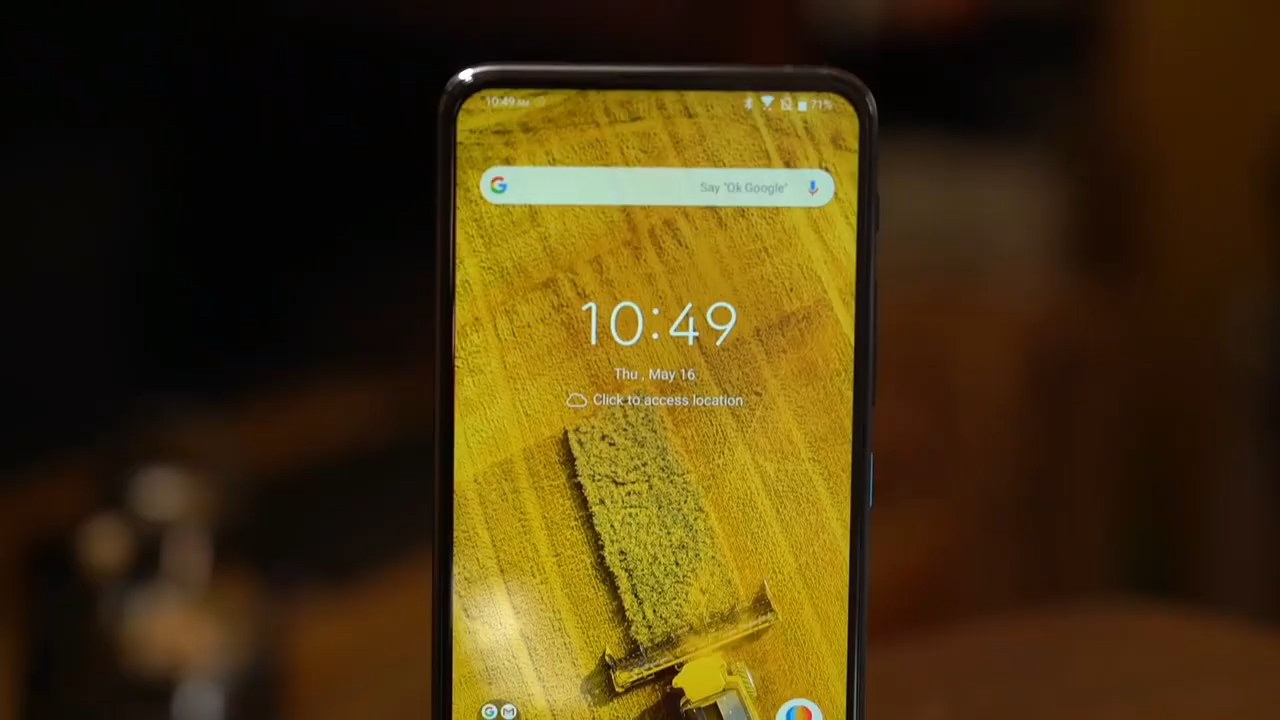 10:49 AM
71%
Say "Ok Google"
10:49
Thu , May 16
Click to access location